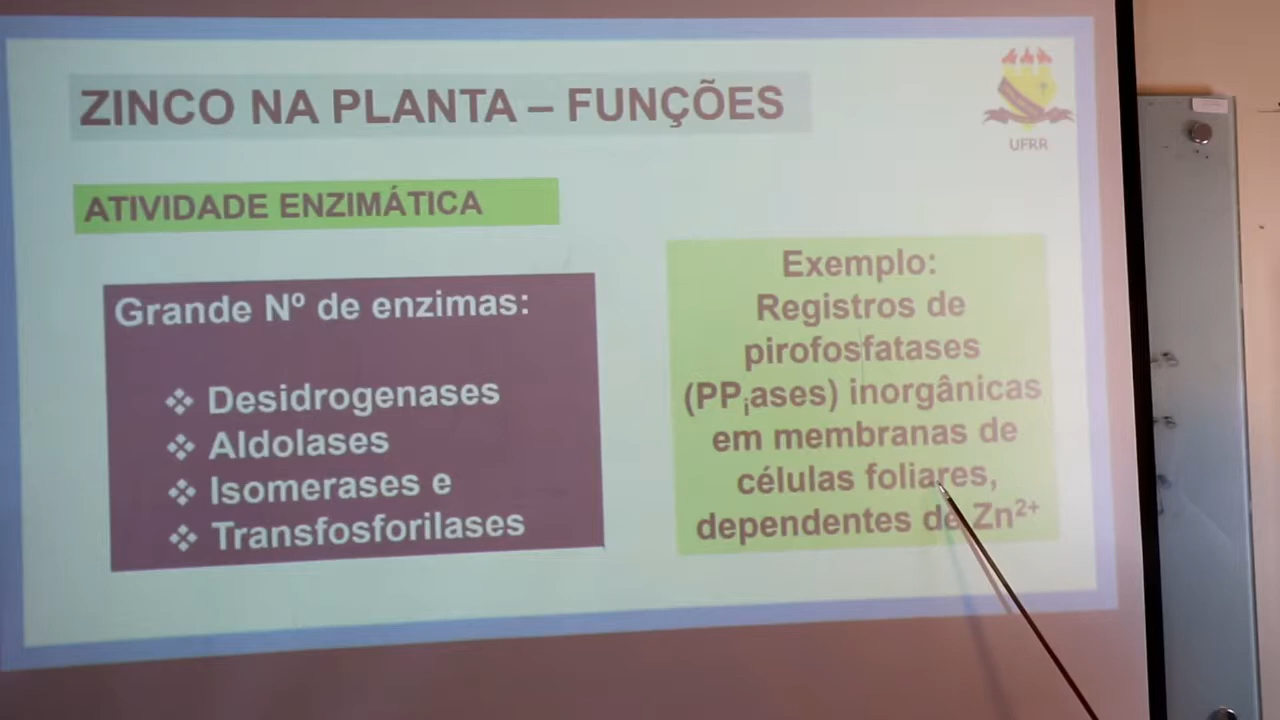 ZINCO NA PLANTA – FUNÇÕES
UFRR
ATIVIDADE ENZIMÁTICA
Grande Nº de enzimas:
❖ Desidrogenases
❖ Aldolases
❖ Isomerases e
❖ Transfosforilases
Exemplo:
Registros de
pirofosfatases
(PPiases) inorgânicas
em membranas de
células foliares,
dependentes de Zn²⁺